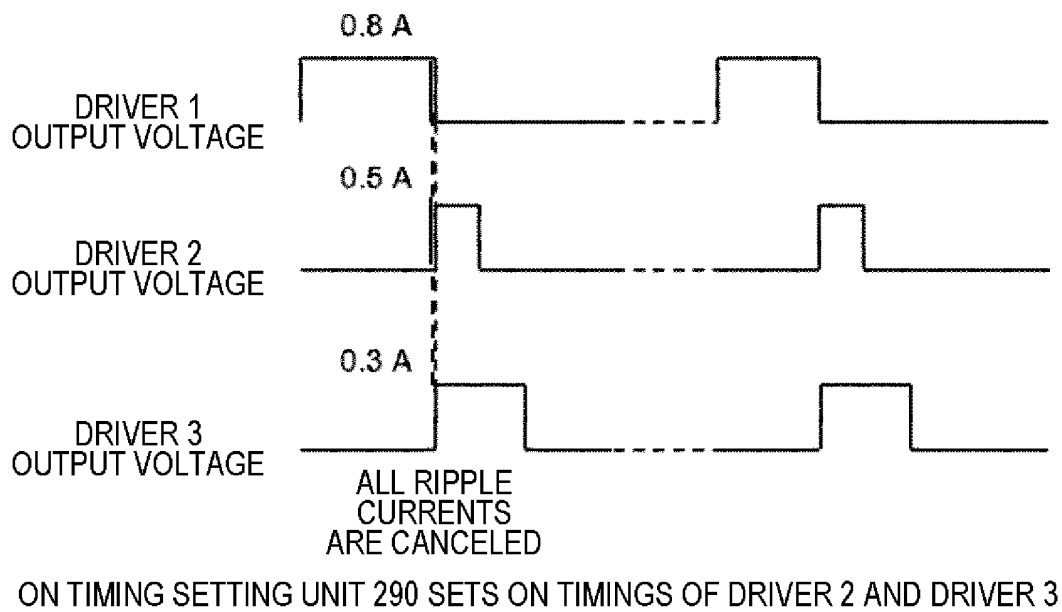 0.8 A
DRIVER 1
OUTPUT VOLTAGE
0.5 A
DRIVER 2
OUTPUT VOLTAGE
0.3 A
DRIVER 3
OUTPUT VOLTAGE
ALL RIPPLE
CURRENTS
ARE CANCELED
ON TIMING SETTING UNIT 290 SETS ON TIMINGS OF DRIVER 2 AND DRIVER 3